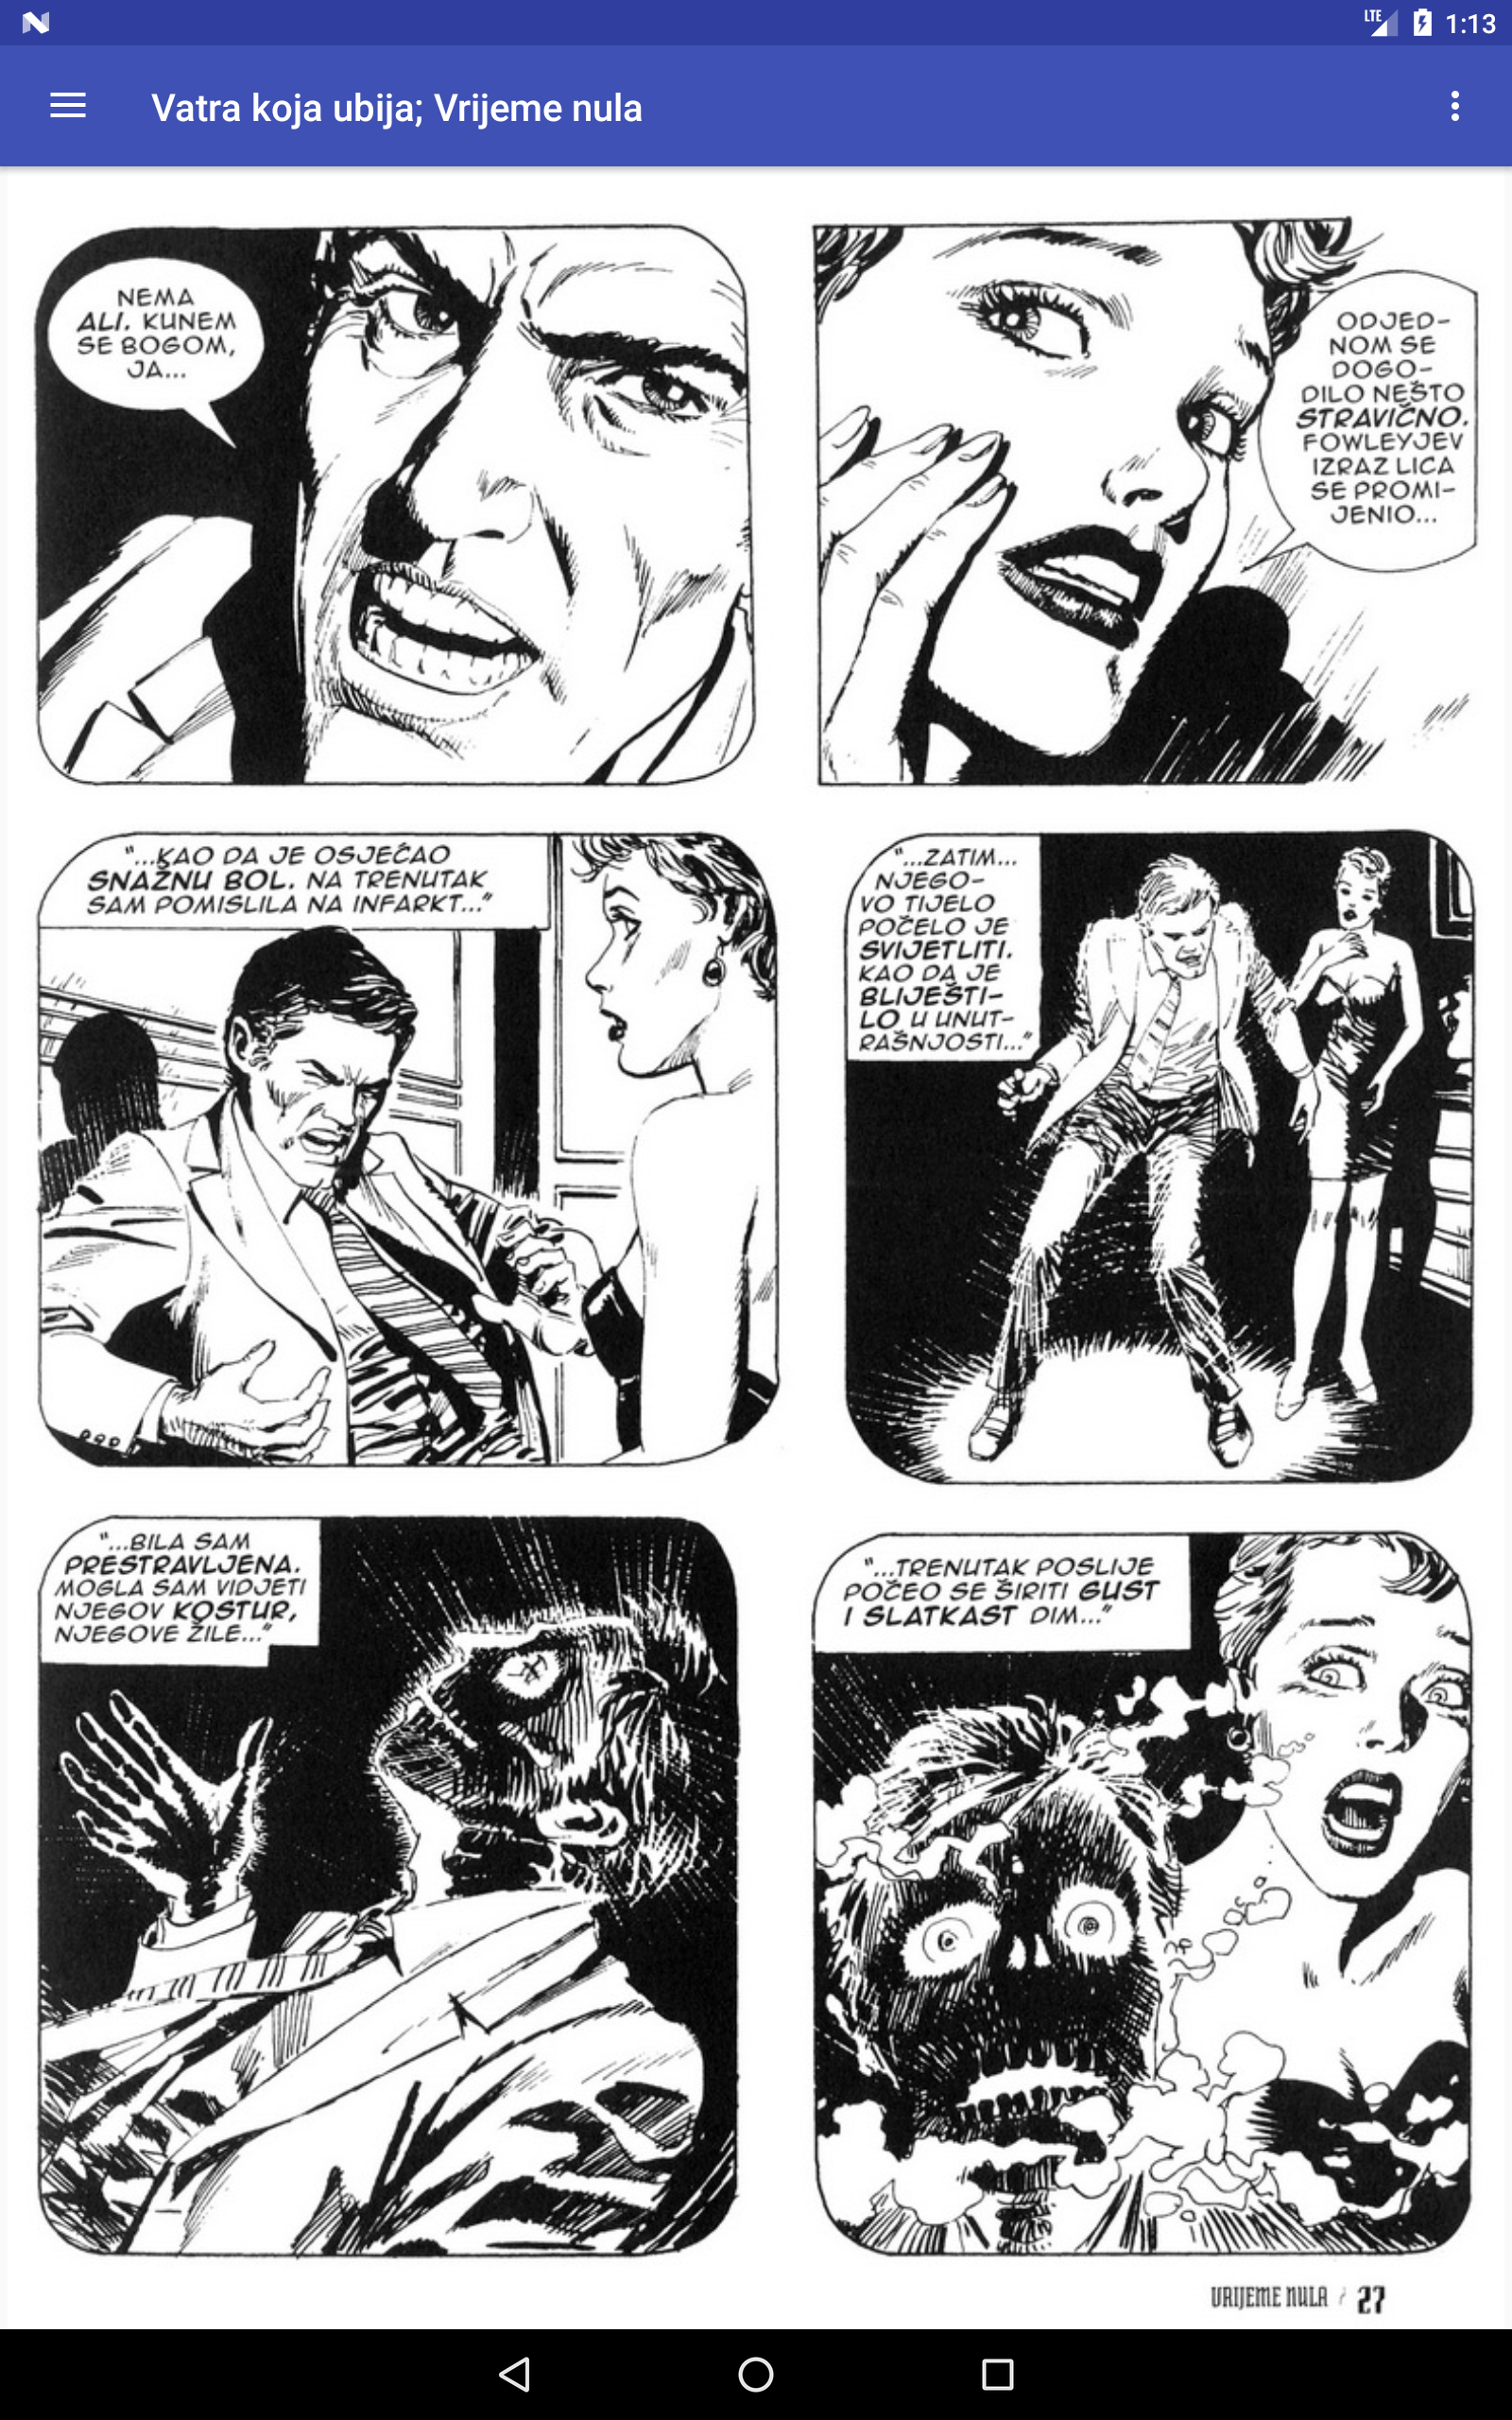 1:13
LTE
Vatra koja ubija; Vrijeme nula
NEMA
ALI. KUNEM
SE BOGOM,
JA...
ODJED-
NOM SE
DOGO-
DILO NEŠTO
STRAVIČNO.
FOWLEYJEV
IZRAZ LICA
SE PROMI-
JENIO...
"...KAO DA JE OSJEĆAO
SNAŽNU BOL. NA TRENUTAK
SAM POMISLILA NA INFARKT..."
"...ZATIM...
NJEGO-
VO TIJELO
POČELO JE
SVIJETLITI.
KAO DA JE
BLIJEŠTI-
LO U UNUT-
RAŠNJOSTI..."
"...BILA SAM
PRESTRAVLJENA.
MOGLA SAM VIDJETI
NJEGOV KOSTUR,
NJEGOVE ŽILE..."
"...TRENUTAK POSLIJE
POČEO SE ŠIRITI GUST
I SLATKAST DIM..."
VRIJEME NULA / 27